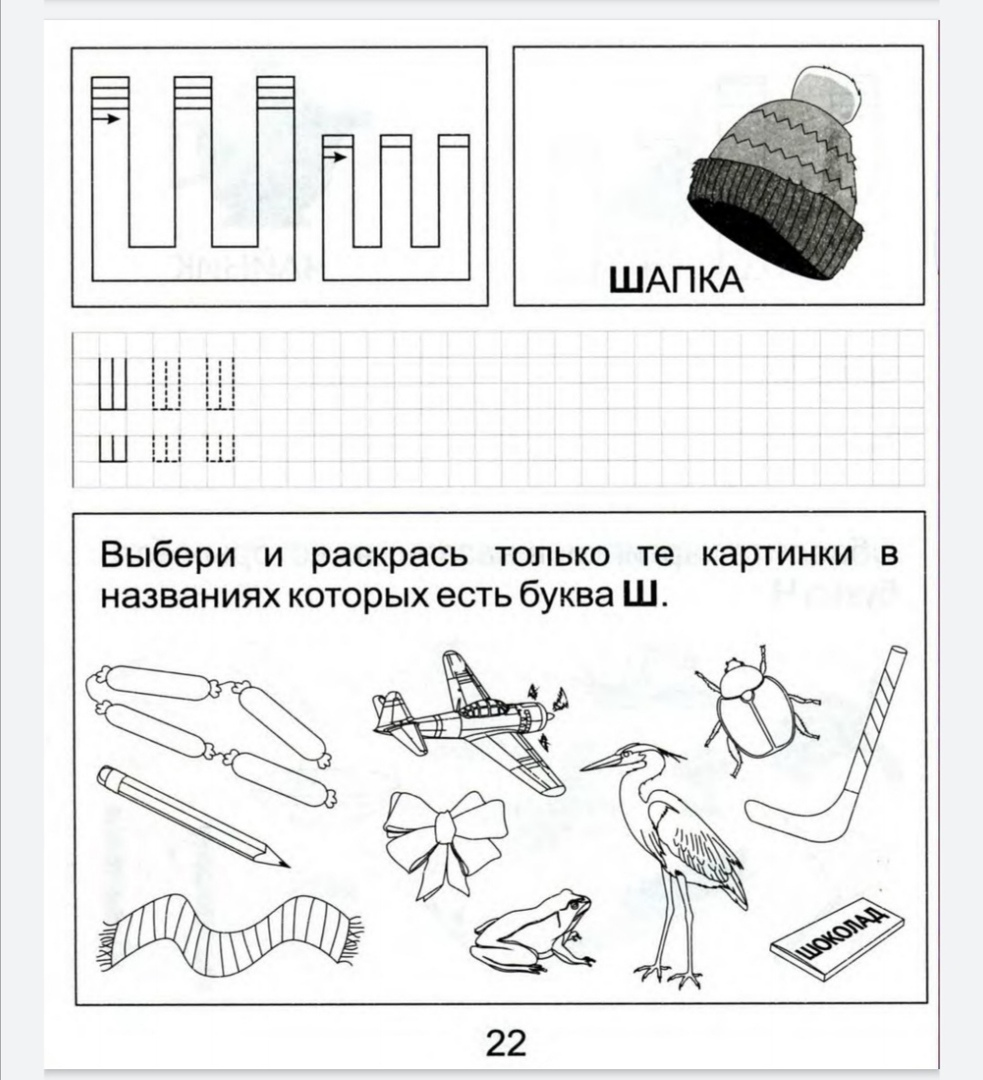 Ш ш
ШАПКА
Ш Ш Ш
ш ш ш
Выбери и раскрась только те картинки в
названиях которых есть буква Ш.
ШОКОЛАД
22